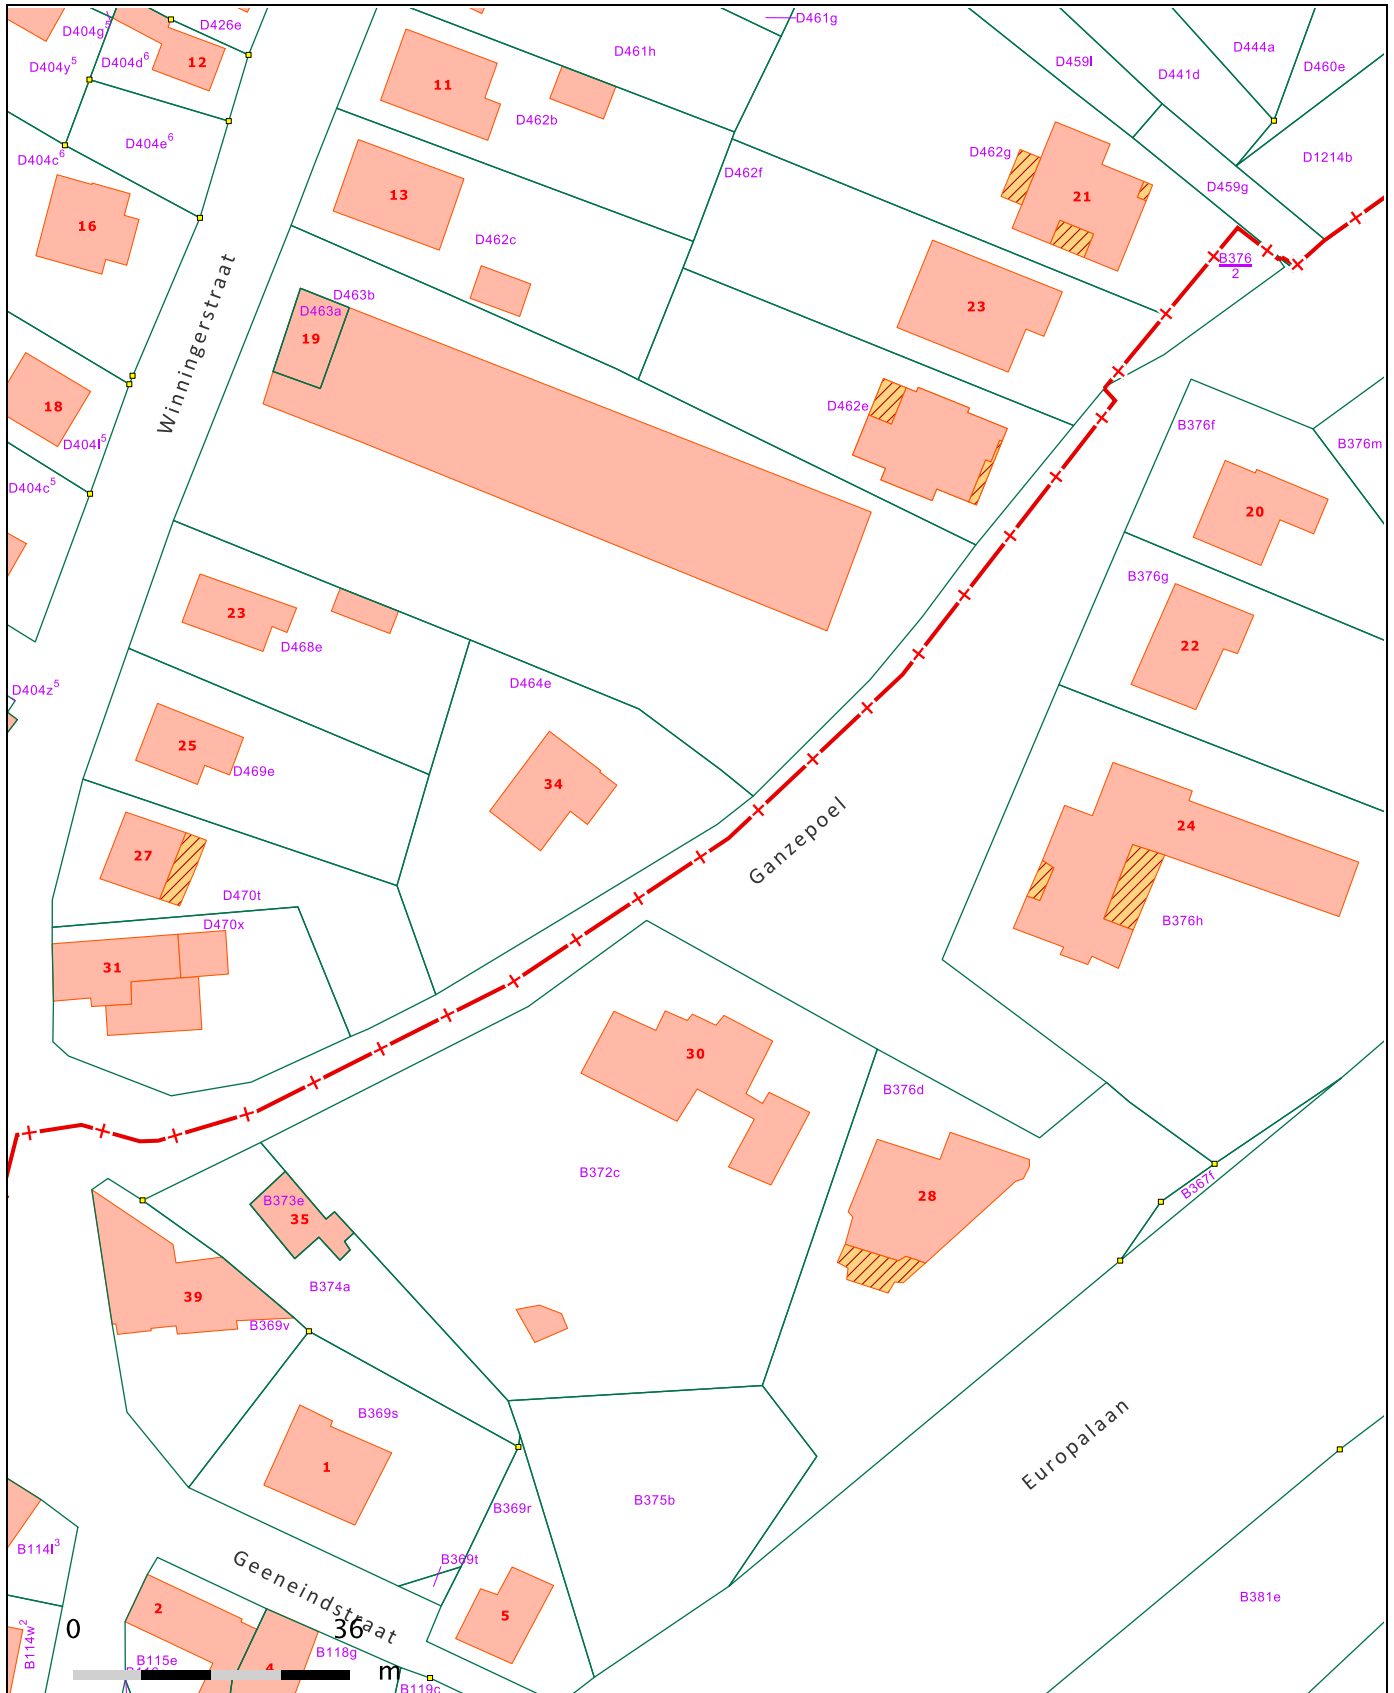 D461g
D404g
5
D426e
D444a
D461h
D404y⁵
D404d⁶
12
D459l
D441d
D460e
11
D462b
D404e⁶
D404c⁶
D462g
D1214b
D462f
D459g
13
21
16
D462c
B376
2
D463b
D463a
23
19
Winningerstraat
18
D462e
D404l⁵
B376f
B376m
D404c⁵
20
B376g
23
D468e
22
D464e
D404z⁵
25
D469e
34
24
Ganzepoel
27
D470t
D470x
B376h
31
30
B376d
B372c
B367f
B373e
28
35
B374a
39
B369v
B369s
Europalaan
1
B375b
B369r
B114l³
Geeneindstraat
B369t
B381e
2
5
0
36
m
B114w²
B115e
B118g
4
B119c